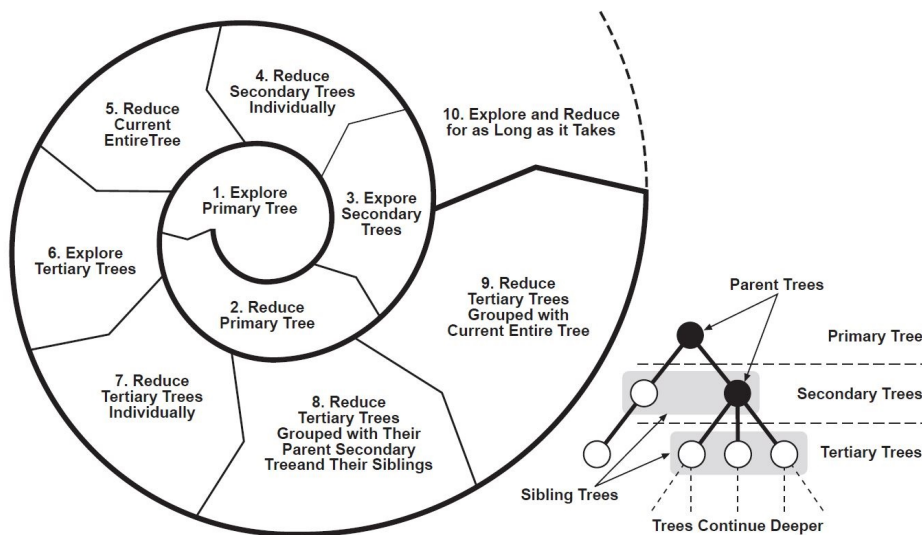 1. Explore
Primary Tree
2. Reduce
Primary Tree
3. Expore
Secondary
Trees
4. Reduce
Secondary Trees
Individually
5. Reduce
Current
EntireTree
6. Explore
Tertiary Trees
7. Reduce
Tertiary Trees
Individually
8. Reduce
Tertiary Trees
Grouped with Their
Parent Secondary
Treeand Their Siblings
9. Reduce
Tertiary Trees
Grouped with
Current Entire Tree
10. Explore and Reduce
for as Long as it Takes
Parent Trees
Primary Tree
Secondary Trees
Tertiary Trees
Sibling Trees
Trees Continue Deeper